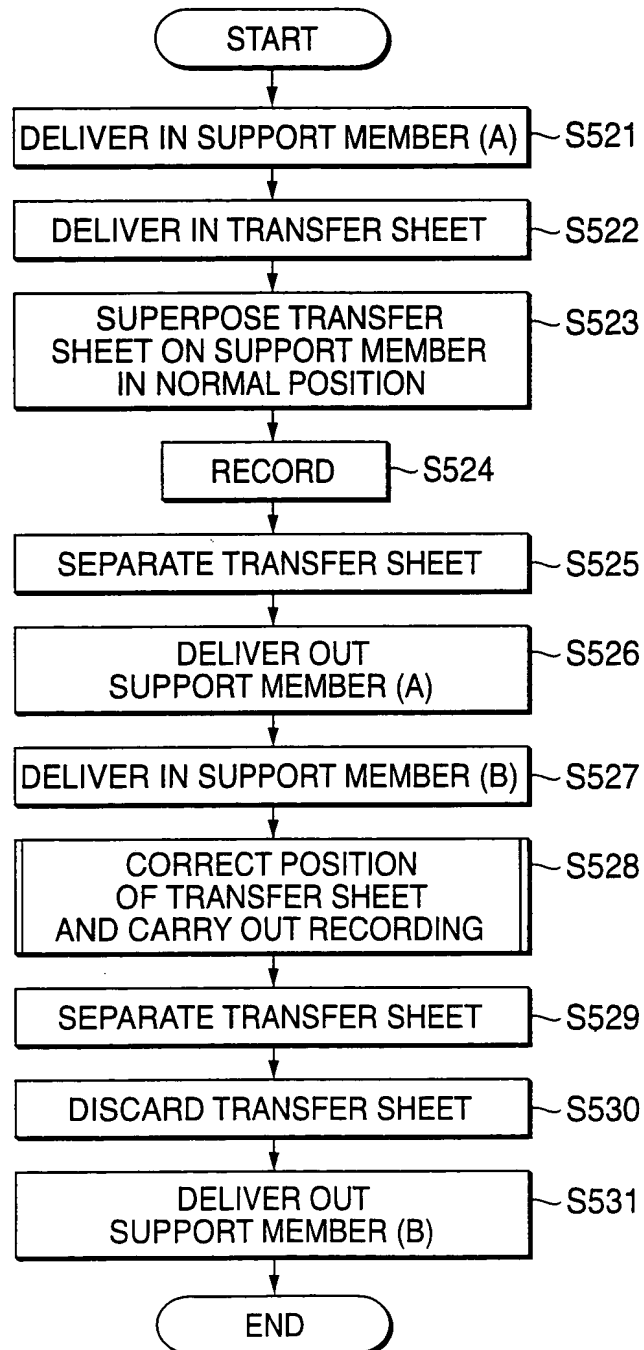 START
DELIVER IN SUPPORT MEMBER (A)
S521
DELIVER IN TRANSFER SHEET
S522
SUPERPOSE TRANSFER
SHEET ON SUPPORT MEMBER
IN NORMAL POSITION
S523
RECORD
S524
SEPARATE TRANSFER SHEET
S525
DELIVER OUT
SUPPORT MEMBER (A)
S526
DELIVER IN SUPPORT MEMBER (B)
S527
CORRECT POSITION
OF TRANSFER SHEET
AND CARRY OUT RECORDING
S528
SEPARATE TRANSFER SHEET
S529
DISCARD TRANSFER SHEET
S530
DELIVER OUT
SUPPORT MEMBER (B)
S531
END